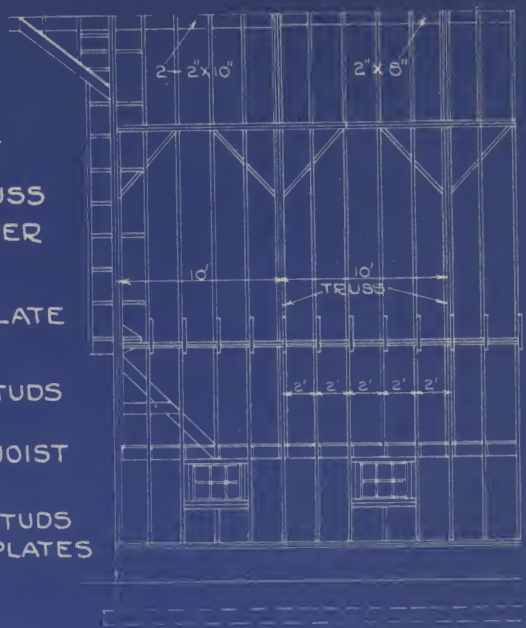 2-2"x10"
2"x8"
USS
ER
10'
10'
TRUSS
LATE
TUDS
2' 2' 2' 2' 2'
JOIST
TUDS
PLATES